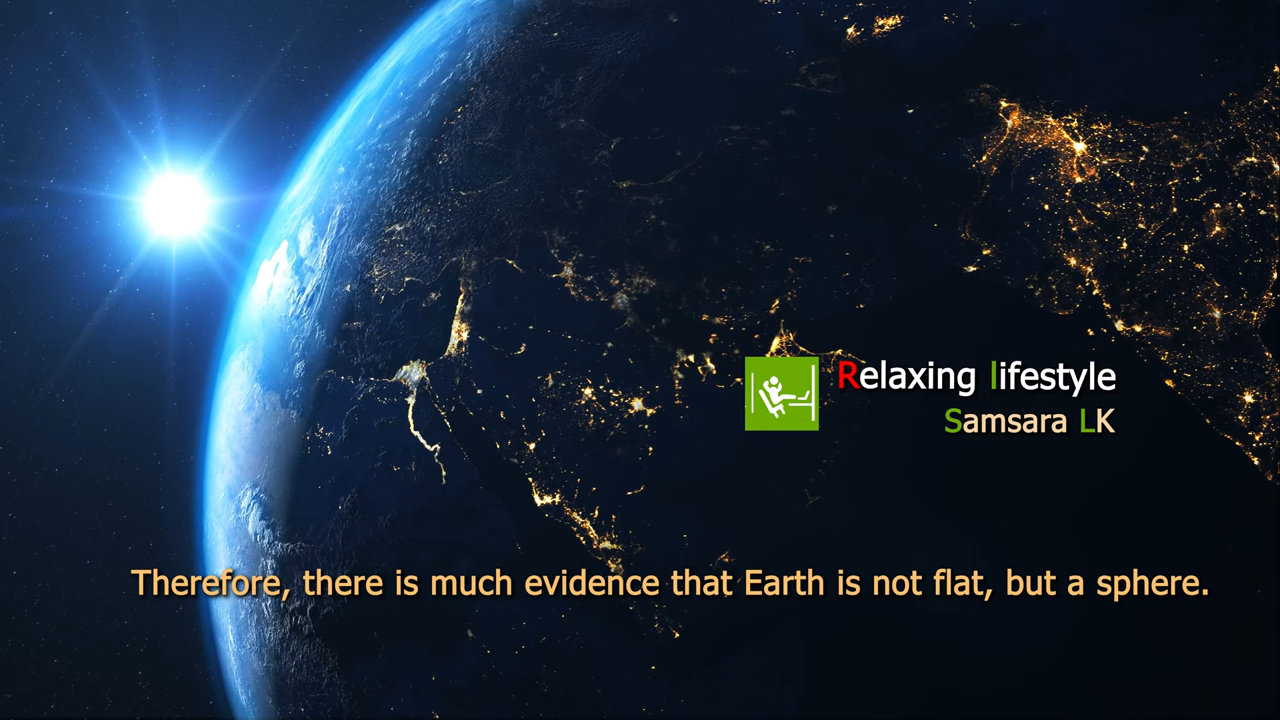 Relaxing lifestyle
Samsara LK
Therefore, there is much evidence that Earth is not flat, but a sphere.